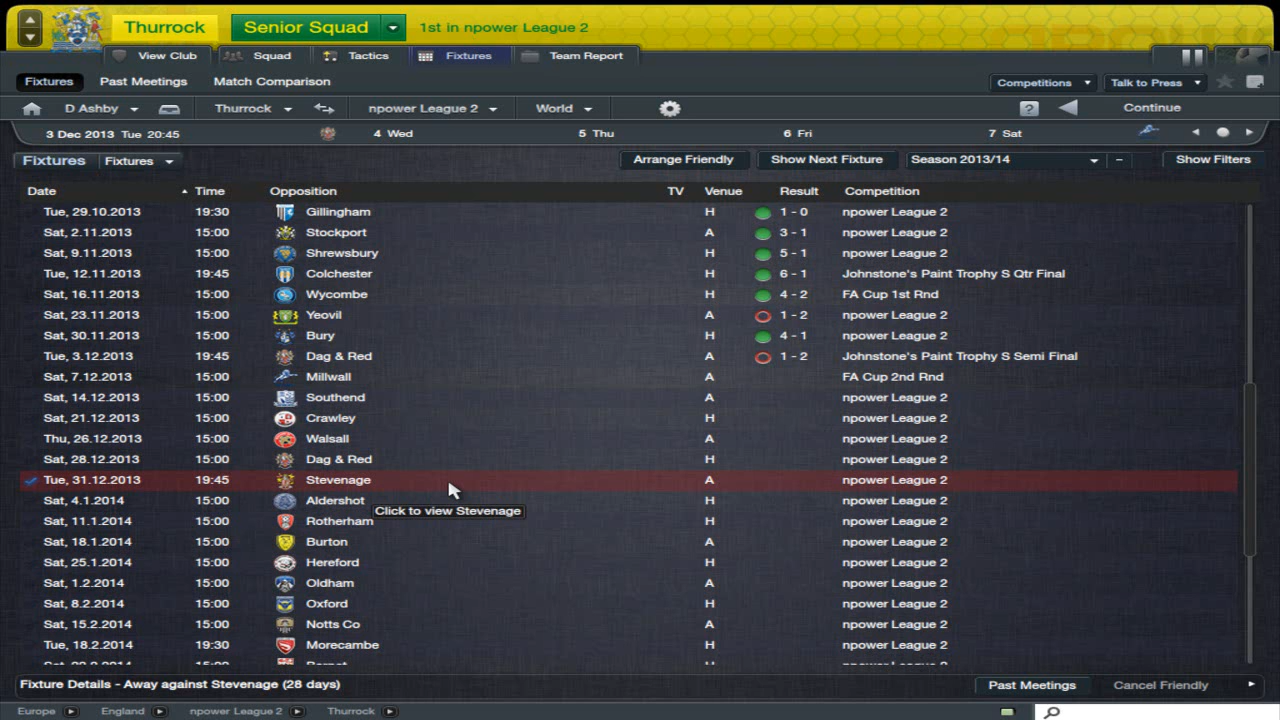 Thurrock Senior Squad 1st in npower League 2
View Club Squad Tactics Fixtures Team Report
Fixtures Past Meetings Match Comparison Competitions Talk to Press
D Ashby Thurrock npower League 2 World ? Continue
3 Dec 2013 Tue 20:45 4 Wed 5 Thu 6 Fri 7 Sat
Fixtures Fixtures Arrange Friendly Show Next Fixture Season 2013/14 Show Filters
Date Time Opposition TV Venue Result Competition
Tue, 29.10.2013 19:30 Gillingham H 1 - 0 npower League 2
Sat, 2.11.2013 15:00 Stockport A 3 - 1 npower League 2
Sat, 9.11.2013 15:00 Shrewsbury H 5 - 1 npower League 2
Tue, 12.11.2013 19:45 Colchester H 6 - 1 Johnstone's Paint Trophy S Qtr Final
Sat, 16.11.2013 15:00 Wycombe H 4 - 2 FA Cup 1st Rnd
Sat, 23.11.2013 15:00 Yeovil A 1 - 2 npower League 2
Sat, 30.11.2013 15:00 Bury H 4 - 1 npower League 2
Tue, 3.12.2013 19:45 Dag & Red A 1 - 2 Johnstone's Paint Trophy S Semi Final
Sat, 7.12.2013 15:00 Millwall A FA Cup 2nd Rnd
Sat, 14.12.2013 15:00 Southend A npower League 2
Sat, 21.12.2013 15:00 Crawley H npower League 2
Thu, 26.12.2013 15:00 Walsall A npower League 2
Sat, 28.12.2013 15:00 Dag & Red H npower League 2
Tue, 31.12.2013 19:45 Stevenage A npower League 2
Sat, 4.1.2014 15:00 Aldershot H npower League 2
Click to view Stevenage
Sat, 11.1.2014 15:00 Rotherham H npower League 2
Sat, 18.1.2014 15:00 Burton A npower League 2
Sat, 25.1.2014 15:00 Hereford H npower League 2
Sat, 1.2.2014 15:00 Oldham A npower League 2
Sat, 8.2.2014 15:00 Oxford H npower League 2
Sat, 15.2.2014 15:00 Notts Co A npower League 2
Tue, 18.2.2014 19:30 Morecambe H npower League 2
Fixture Details - Away against Stevenage (28 days) Past Meetings Cancel Friendly
Europe England npower League 2 Thurrock